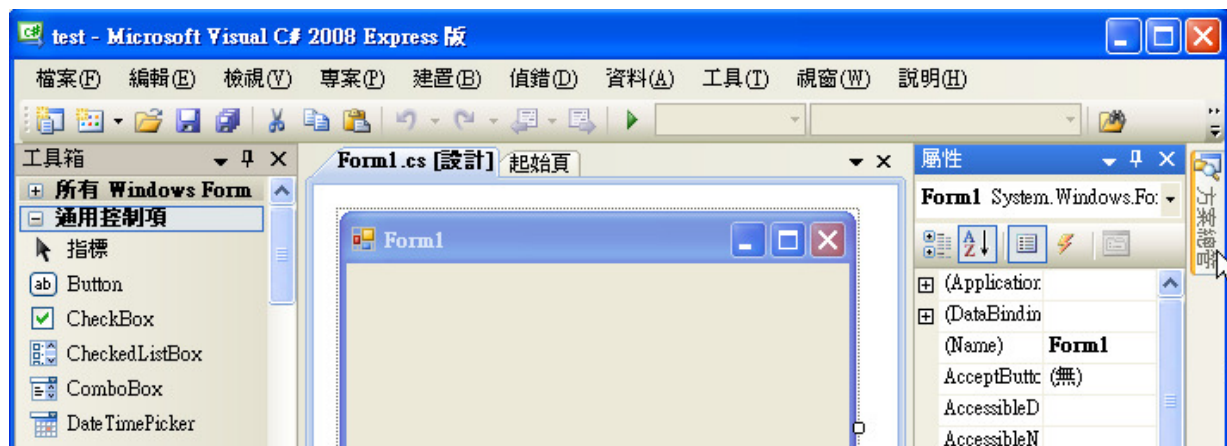 test - Microsoft Visual C# 2008 Express 版
檔案(F) 編輯(E) 檢視(V) 專案(P) 建置(B) 偵錯(D) 資料(A) 工具(T) 視窗(W) 說明(H)
工具箱
所有 Windows Form
通用控制項
指標
Button
CheckBox
CheckedListBox
ComboBox
DateTimePicker
Form1.cs [設計] 起始頁
Form1
屬性
Form1 System.Windows.Fo
(Application
(DataBindin
(Name) Form1
AcceptButto (無)
AccessibleD
AccessibleN
方案總管